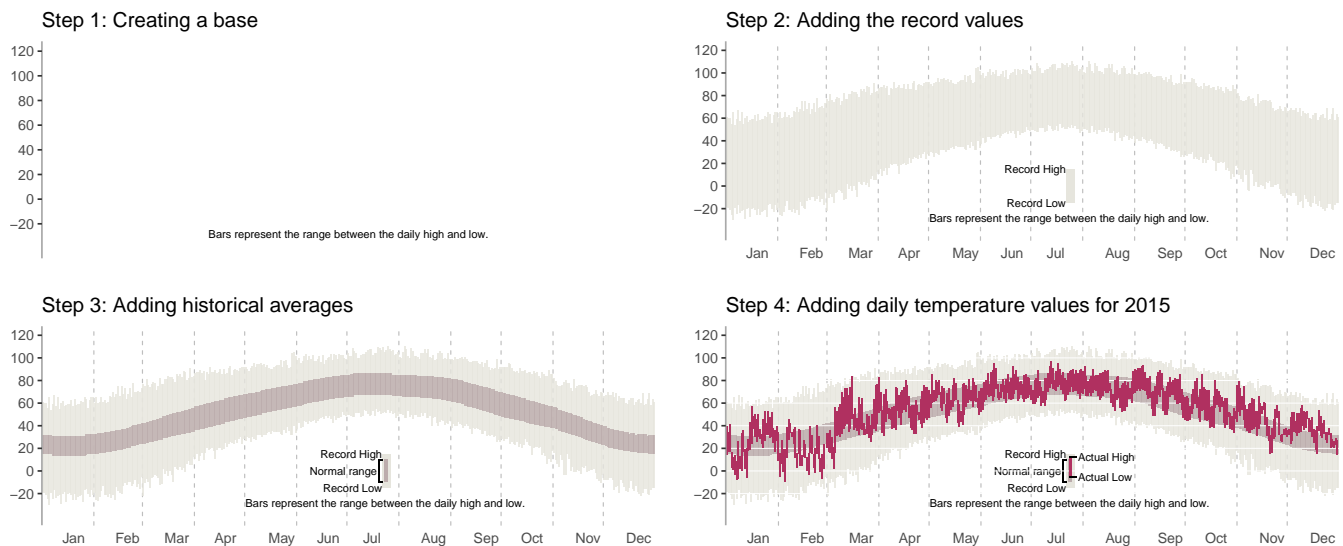 Step 1: Creating a base
120
100
80
60
40
20
0
−20
Bars represent the range between the daily high and low.
Step 2: Adding the record values
120
100
80
60
40
20
0
−20
Record High
Record Low
Bars represent the range between the daily high and low.
Jan Feb Mar Apr May Jun Jul Aug Sep Oct Nov Dec
Step 3: Adding historical averages
120
100
80
60
40
20
0
−20
Record High
Normal range
Record Low
Bars represent the range between the daily high and low.
Jan Feb Mar Apr May Jun Jul Aug Sep Oct Nov Dec
Step 4: Adding daily temperature values for 2015
120
100
80
60
40
20
0
−20
Record High
Actual High
Normal range
Actual Low
Record Low
Bars represent the range between the daily high and low.
Jan Feb Mar Apr May Jun Jul Aug Sep Oct Nov Dec